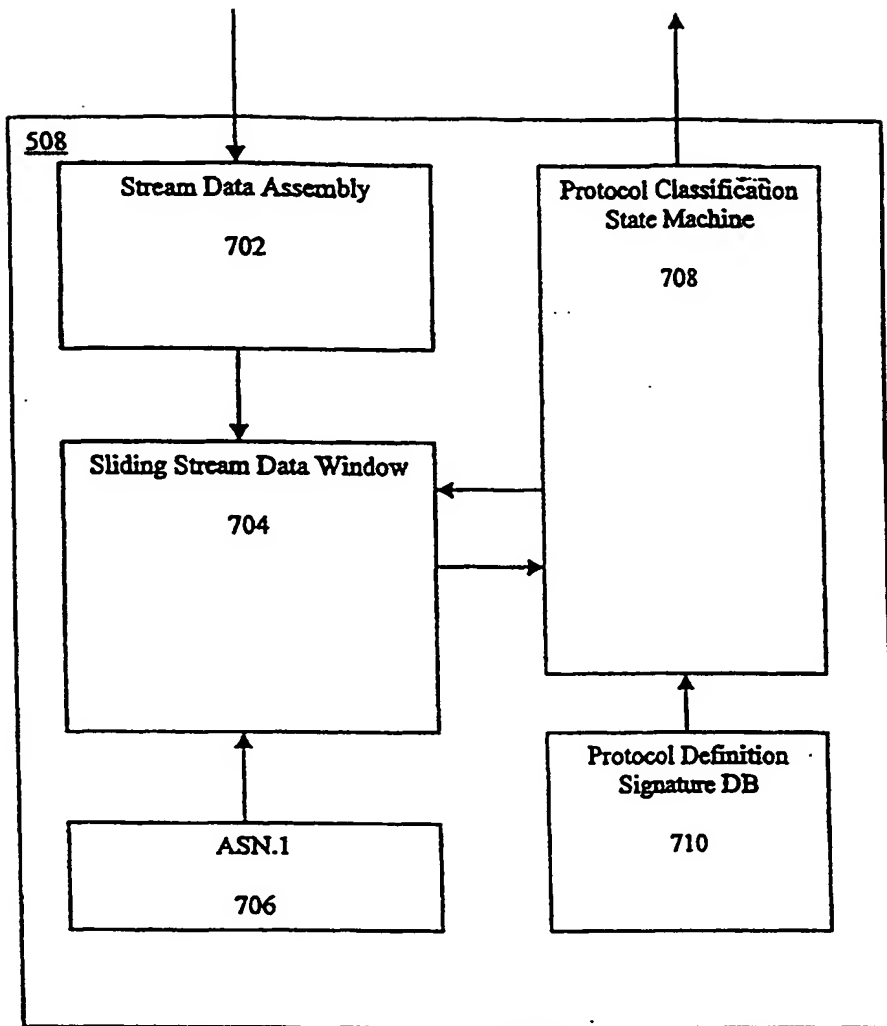 508
Stream Data Assembly
702
Protocol Classification
State Machine
708
Sliding Stream Data Window
704
Protocol Definition
Signature DB
710
ASN.1
706